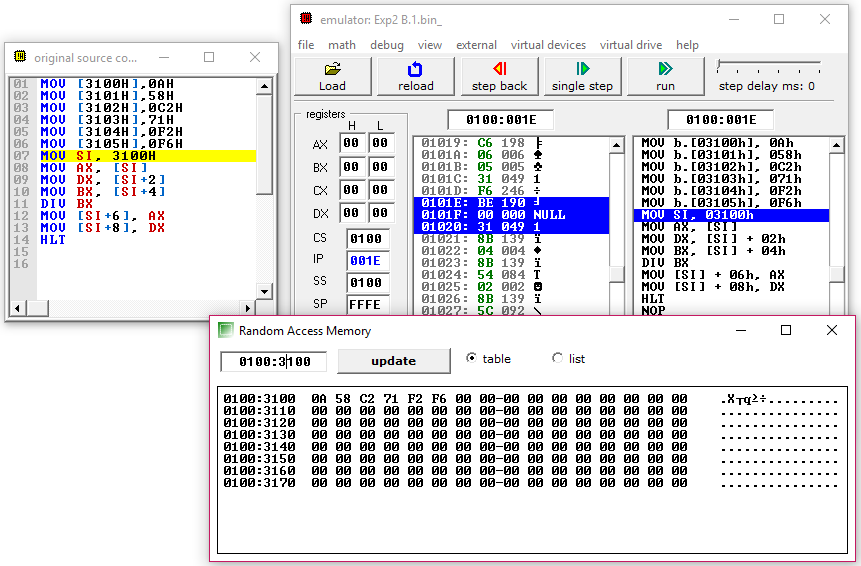 original source co...
01 MOV [3100H],0AH
02 MOV [3101H],58H
03 MOV [3102H],0C2H
04 MOV [3103H],71H
05 MOV [3104H],0F2H
06 MOV [3105H],0F6H
07 MOV SI, 3100H
08 MOV AX, [SI]
09 MOV DX, [SI+2]
10 MOV BX, [SI+4]
11 DIV BX
12 MOV [SI+6], AX
13 MOV [SI+8], DX
14 HLT
15
16
emulator: Exp2 B.1.bin_
file math debug view external virtual devices virtual drive help
Load reload step back single step run step delay ms: 0
registers
H L
AX 00 00
BX 00 00
CX 00 00
DX 00 00
CS 0100
IP 001E
SS 0100
SP FFFE
0100:001E
01019: C6 198 ╞
0101A: 06 006 ♠
0101B: 05 005 ♣
0101C: 31 049 1
0101D: F6 246 ÷
0101E: BE 190 ╛
0101F: 00 000 NULL
01020: 31 049 1
01021: 8B 139 ï
01022: 04 004 ♦
01023: 8B 139 ï
01024: 54 084 T
01025: 02 002 ☻
01026: 8B 139 ï
01027: 5C 092 \
0100:001E
MOV b.[03100h], 0Ah
MOV b.[03101h], 058h
MOV b.[03102h], 0C2h
MOV b.[03103h], 071h
MOV b.[03104h], 0F2h
MOV b.[03105h], 0F6h
MOV SI, 03100h
MOV AX, [SI]
MOV DX, [SI] + 02h
MOV BX, [SI] + 04h
DIV BX
MOV [SI] + 06h, AX
MOV [SI] + 08h, DX
HLT
NOP
Random Access Memory
0100:3100 update table list
0100:3100 0A 58 C2 71 F2 F6 00 00-00 00 00 00 00 00 00 00 .X┬q≥÷..........
0100:3110 00 00 00 00 00 00 00 00-00 00 00 00 00 00 00 00 ................
0100:3120 00 00 00 00 00 00 00 00-00 00 00 00 00 00 00 00 ................
0100:3130 00 00 00 00 00 00 00 00-00 00 00 00 00 00 00 00 ................
0100:3140 00 00 00 00 00 00 00 00-00 00 00 00 00 00 00 00 ................
0100:3150 00 00 00 00 00 00 00 00-00 00 00 00 00 00 00 00 ................
0100:3160 00 00 00 00 00 00 00 00-00 00 00 00 00 00 00 00 ................
0100:3170 00 00 00 00 00 00 00 00-00 00 00 00 00 00 00 00 ................